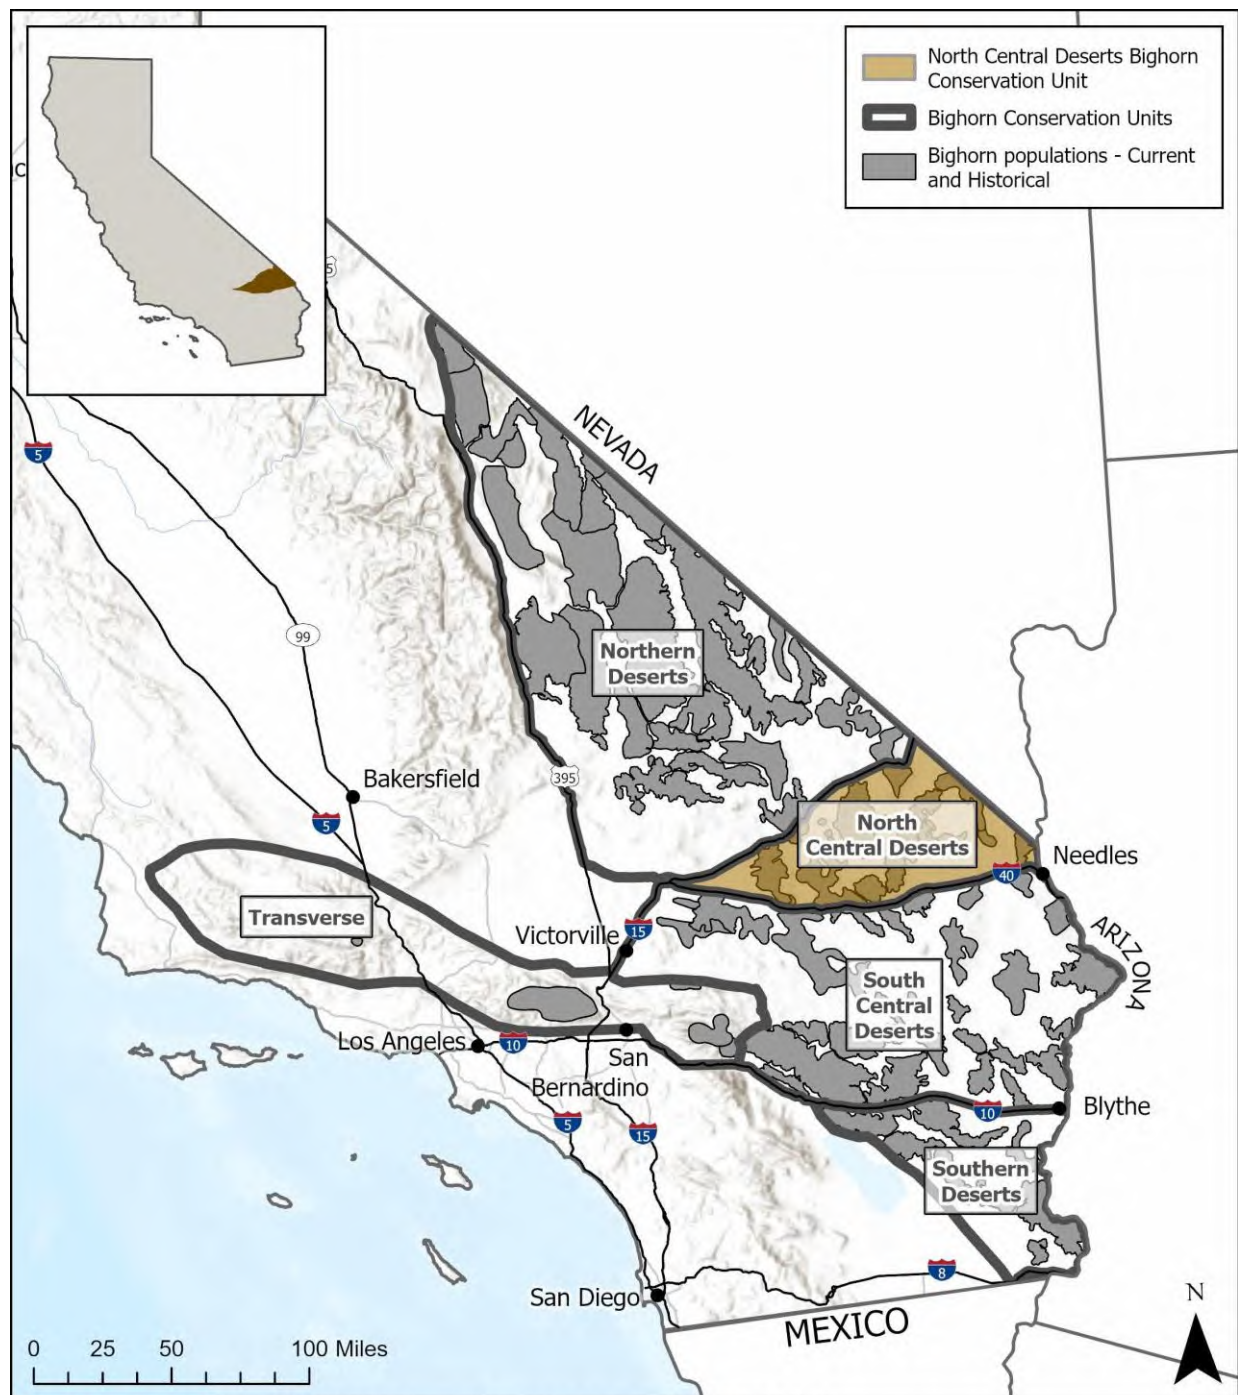 North Central Deserts Bighorn
Conservation Unit
Bighorn Conservation Units
Bighorn populations - Current
and Historical
5
5
NEVADA
99
Northern
Deserts
395
Bakersfield
5
North
Central Deserts
Needles
40
Transverse
Victorville
15
ARIZONA
South
Central
Deserts
Los Angeles
10
San
Bernardino
10
Blythe
5
15
Southern
Deserts
8
San Diego
MEXICO
N
0 25 50 100 Miles